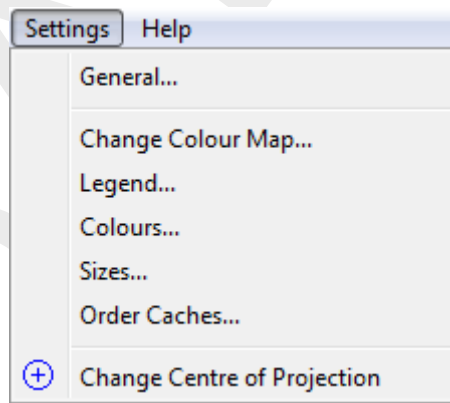 Settings Help
General...
Change Colour Map...
Legend...
Colours...
Sizes...
Order Caches...
Change Centre of Projection